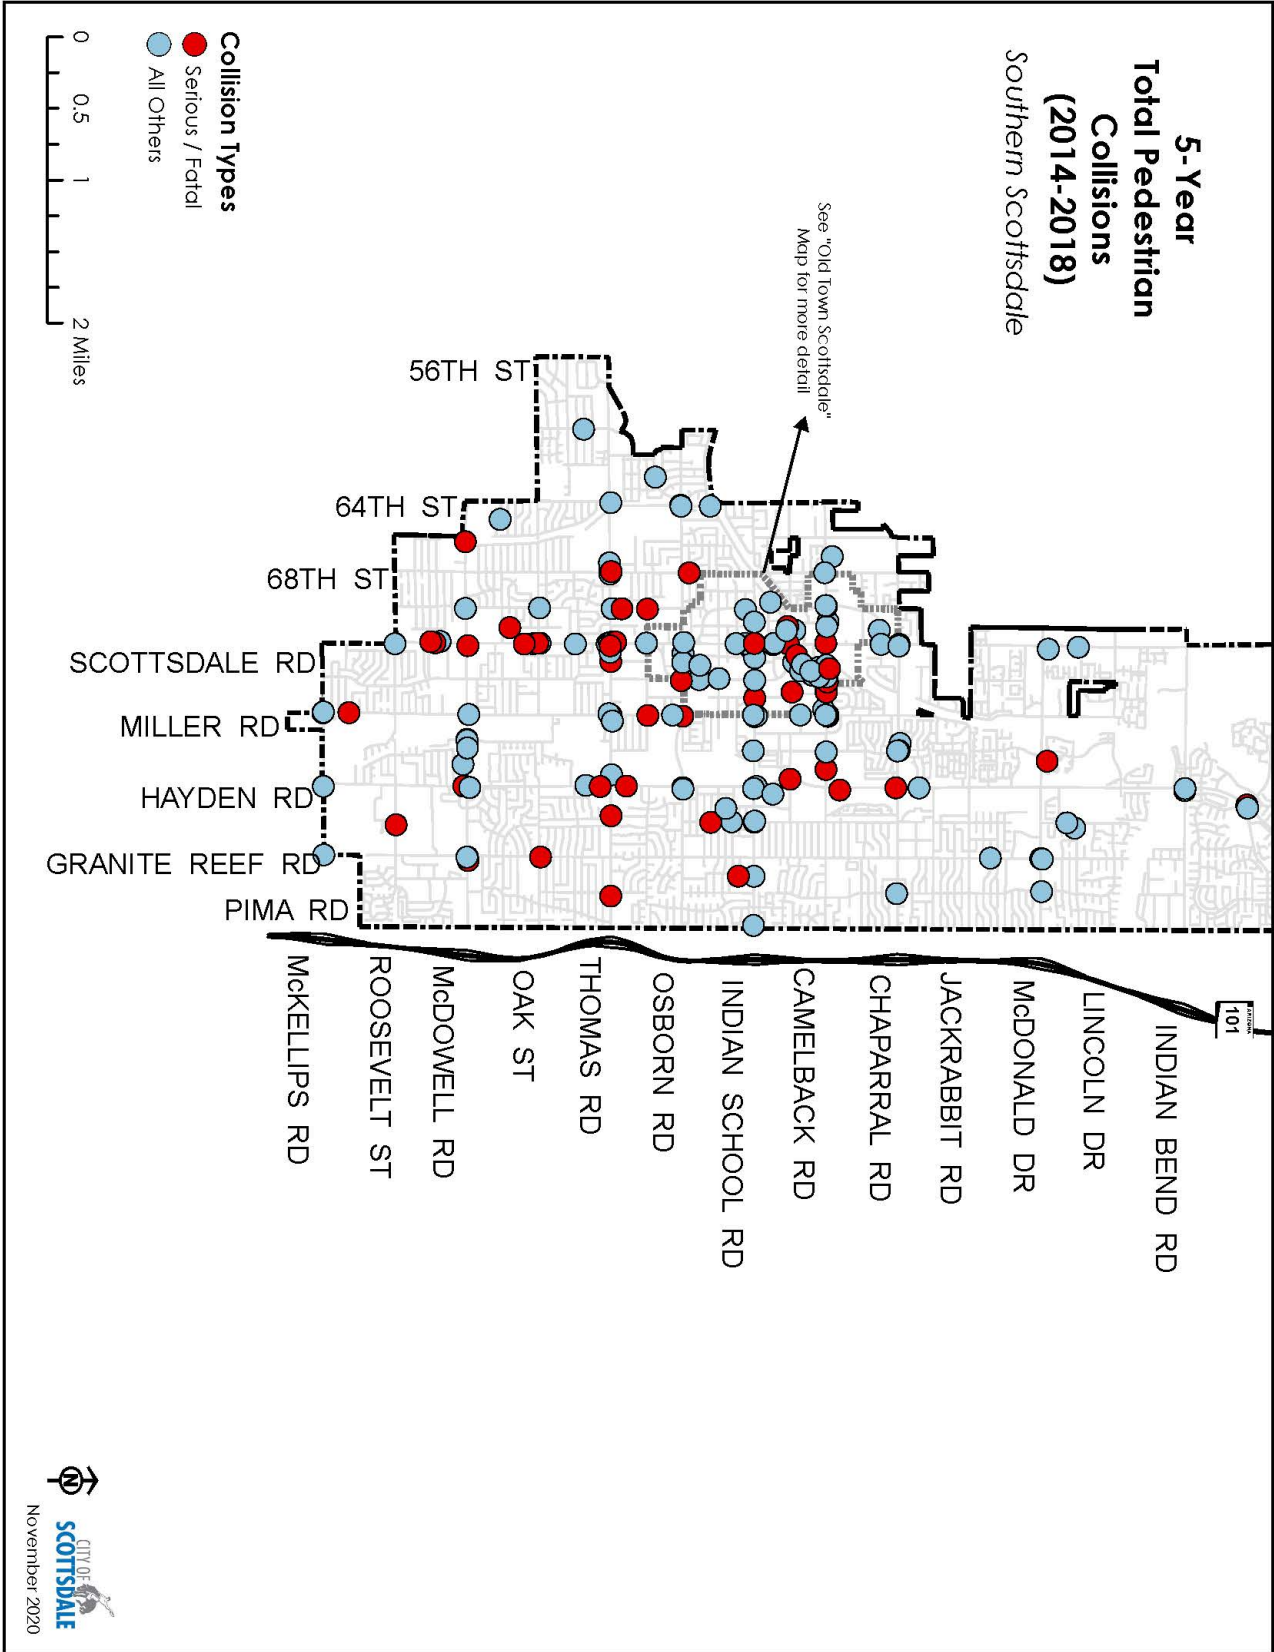 5-Year
Total Pedestrian
Collisions
(2014-2018)
Southern Scottsdale
See "Old Town Scottsdale"
Map for more detail
Collision Types
Serious / Fatal
All Others
0 0.5 1 2 Miles
56TH ST
64TH ST
68TH ST
SCOTTSDALE RD
MILLER RD
HAYDEN RD
GRANITE REEF RD
PIMA RD
ARIZONA
101
INDIAN BEND RD
LINCOLN DR
McDONALD DR
JACKRABBIT RD
CHAPARRAL RD
CAMELBACK RD
INDIAN SCHOOL RD
OSBORN RD
THOMAS RD
OAK ST
McDOWELL RD
ROOSEVELT ST
McKELLIPS RD
N
CITY OF
SCOTTSDALE
November 2020